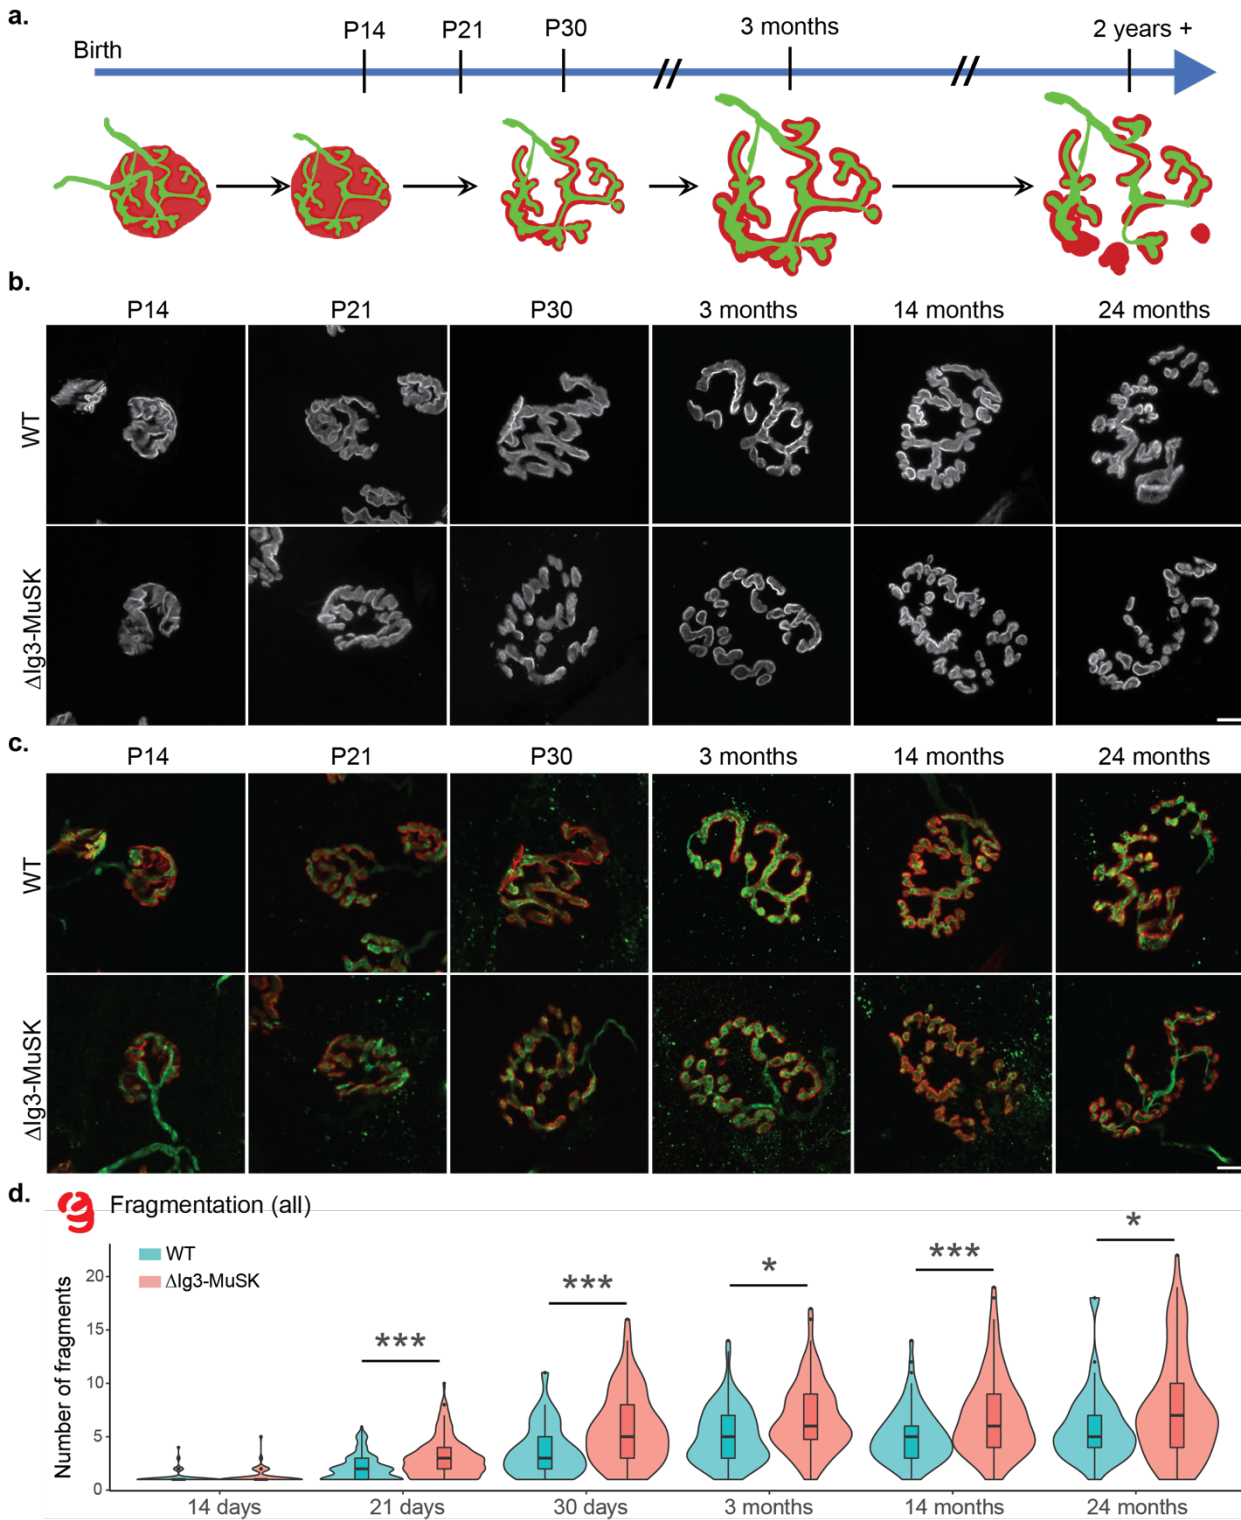 a.
Birth P14 P21 P30 3 months 2 years +
b.
P14 P21 P30 3 months 14 months 24 months
WT
ΔIg3-MuSK
c.
P14 P21 P30 3 months 14 months 24 months
WT
ΔIg3-MuSK
d.
Fragmentation (all)
WT
ΔIg3-MuSK
Number of fragments
20
15
10
5
0
*** *** * *** *
14 days 21 days 30 days 3 months 14 months 24 months